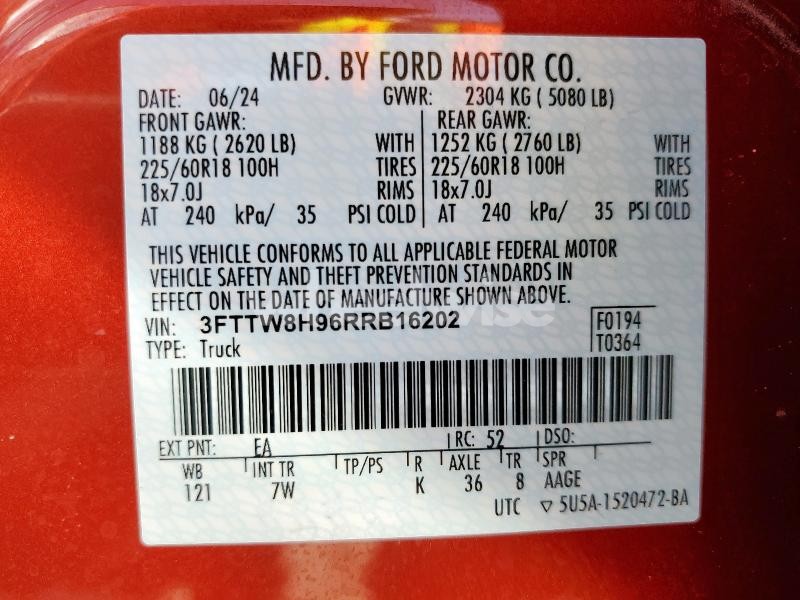 MFD. BY FORD MOTOR CO.
DATE: 06/24 GVWR: 2304 KG ( 5080 LB)
FRONT GAWR: REAR GAWR:
1188 KG ( 2620 LB) WITH 1252 KG ( 2760 LB) WITH
225/60R18 100H TIRES 225/60R18 100H TIRES
18x7.0J RIMS 18x7.0J RIMS
AT 240 kPa/ 35 PSI COLD AT 240 kPa/ 35 PSI COLD
THIS VEHICLE CONFORMS TO ALL APPLICABLE FEDERAL MOTOR
VEHICLE SAFETY AND THEFT PREVENTION STANDARDS IN
EFFECT ON THE DATE OF MANUFACTURE SHOWN ABOVE.
VIN: 3FTTW8H96RRB16202 F0194
TYPE: Truck T0364
EXT PNT: EA RC: 52 DSO:
WB INT TR TP/PS R AXLE TR SPR
121 7W K 36 8 AAGE
UTC ▽ 5U5A-1520472-BA